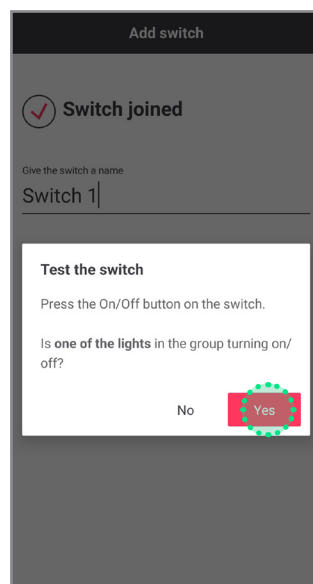 Add switch
Switch joined
Give the switch a name
Switch 1
Test the switch
Press the On/Off button on the switch.
Is one of the lights in the group turning on/
off?
No
Yes